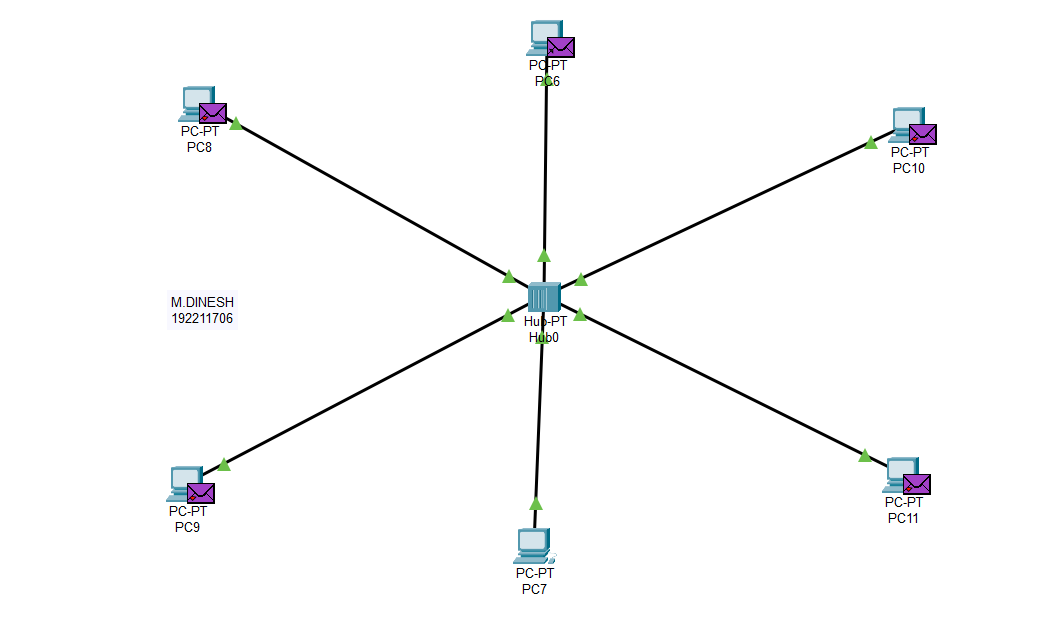 PC-PT
PC6
PC-PT
PC8
PC-PT
PC10
M.DINESH
192211706
Hub-PT
Hub0
PC-PT
PC9
PC-PT
PC11
PC-PT
PC7